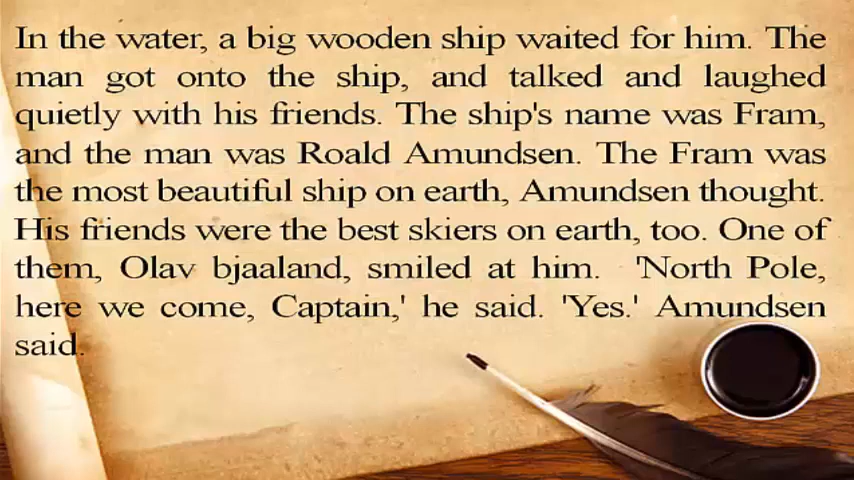 In the water, a big wooden ship waited for him. The
man got onto the ship, and talked and laughed
quietly with his friends. The ship's name was Fram,
and the man was Roald Amundsen. The Fram was
the most beautiful ship on earth, Amundsen thought.
His friends were the best skiers on earth, too. One of
them, Olav bjaaland, smiled at him. 'North Pole,
here we come, Captain,' he said. 'Yes.' Amundsen
said.